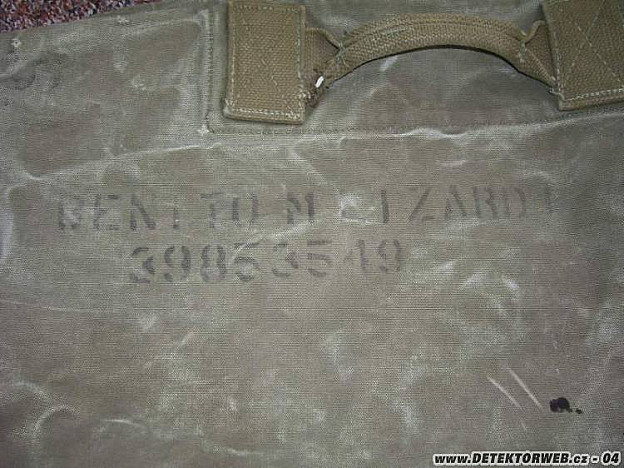 BENITO M LIZARDI
39853549
www.DETEKTORWEB.cz - 04